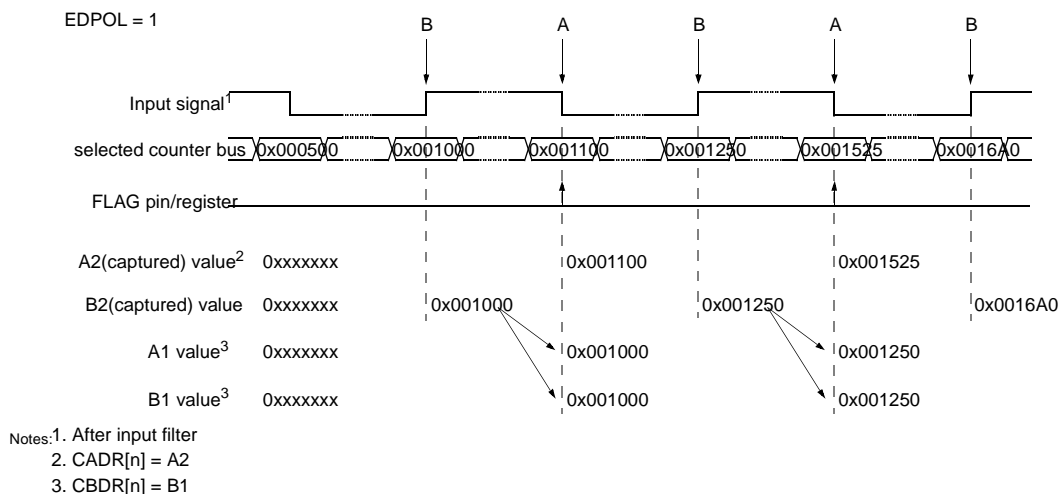 EDPOL = 1
B A B A B
Input signal1
selected counter bus 0x000500 0x001000 0x001100 0x001250 0x001525 0x0016A0
FLAG pin/register
A2(captured) value2 0xxxxxxx 0x001100 0x001525
B2(captured) value 0xxxxxxx 0x001000 0x001250 0x0016A0
A1 value3 0xxxxxxx 0x001000 0x001250
B1 value3 0xxxxxxx 0x001000 0x001250
Notes:1. After input filter
2. CADR[n] = A2
3. CBDR[n] = B1